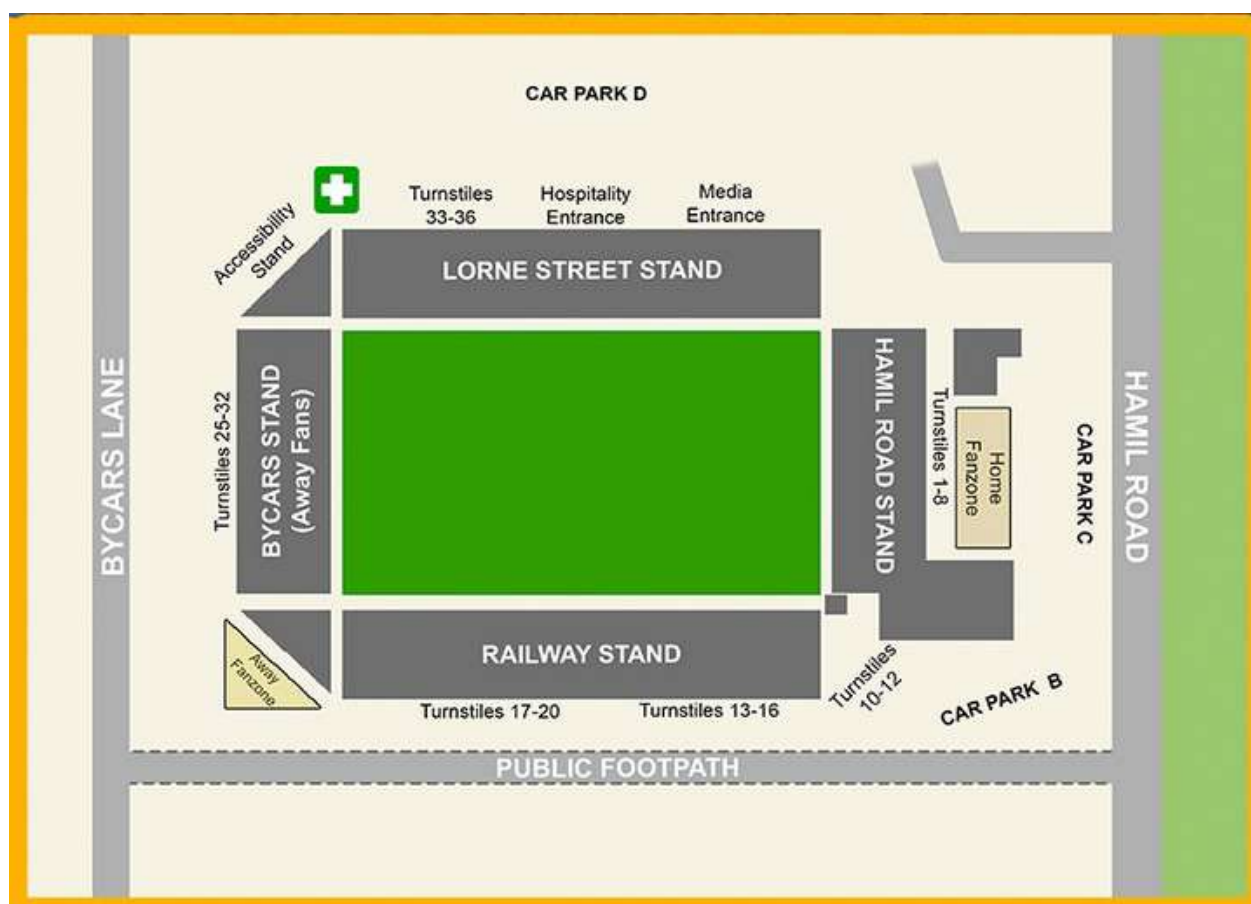 CAR PARK D
Turnstiles
33-36
Hospitality
Entrance
Media
Entrance
Accessibility
Stand
LORNE STREET STAND
BYCARS LANE
Turnstiles 25-32
BYCARS STAND
(Away Fans)
HAMIL ROAD STAND
Turnstiles 1-8
Home
Fanzone
CAR PARK C
HAMIL ROAD
RAILWAY STAND
Away
Fanzone
Turnstiles 17-20
Turnstiles 13-16
Turnstiles
10-12
CAR PARK B
PUBLIC FOOTPATH